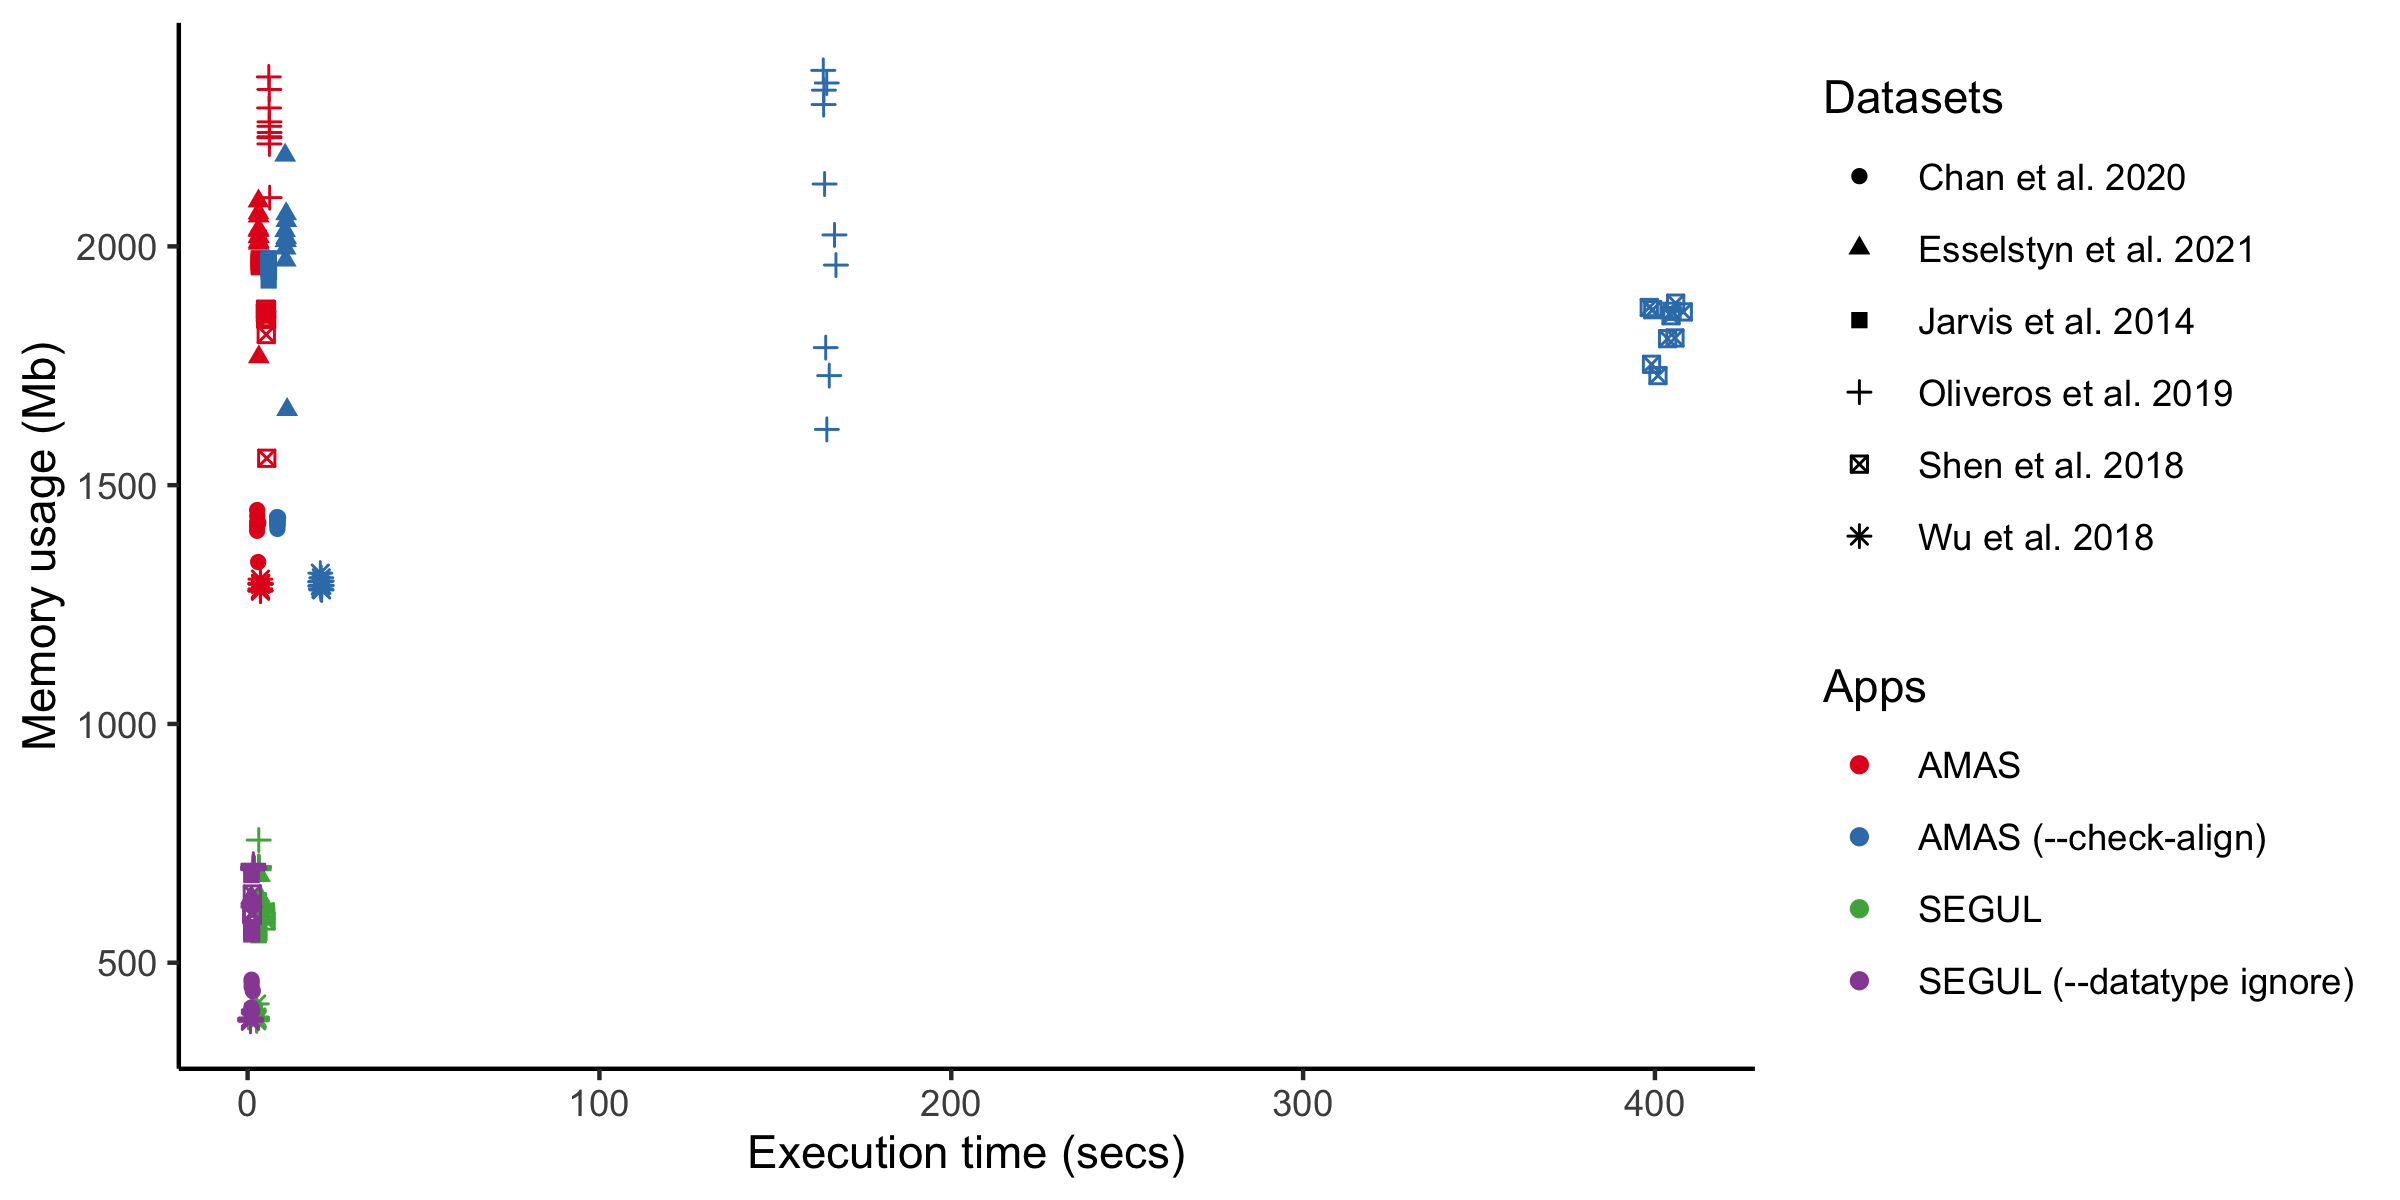 Memory usage (Mb)
2000
1500
1000
500
0 100 200 300 400
Execution time (secs)
Datasets
Chan et al. 2020
Esselstyn et al. 2021
Jarvis et al. 2014
Oliveros et al. 2019
Shen et al. 2018
Wu et al. 2018
Apps
AMAS
AMAS (--check-align)
SEGUL
SEGUL (--datatype ignore)